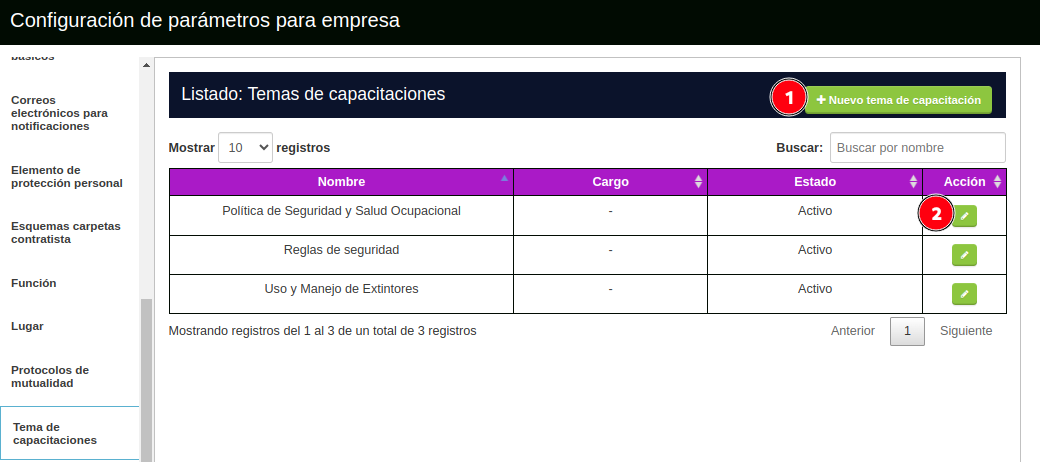 Configuración de parámetros para empresa
básicos
Correos
electrónicos para
notificaciones
Elemento de
protección personal
Esquemas carpetas
contratista
Función
Lugar
Protocolos de
mutualidad
Tema de
capacitaciones
Listado: Temas de capacitaciones
1
Nuevo tema de capacitación
Mostrar 10 registros
Buscar: Buscar por nombre
Nombre Cargo Estado Acción
Política de Seguridad y Salud Ocupacional - Activo 2
Reglas de seguridad - Activo
Uso y Manejo de Extintores - Activo
Mostrando registros del 1 al 3 de un total de 3 registros
Anterior 1 Siguiente